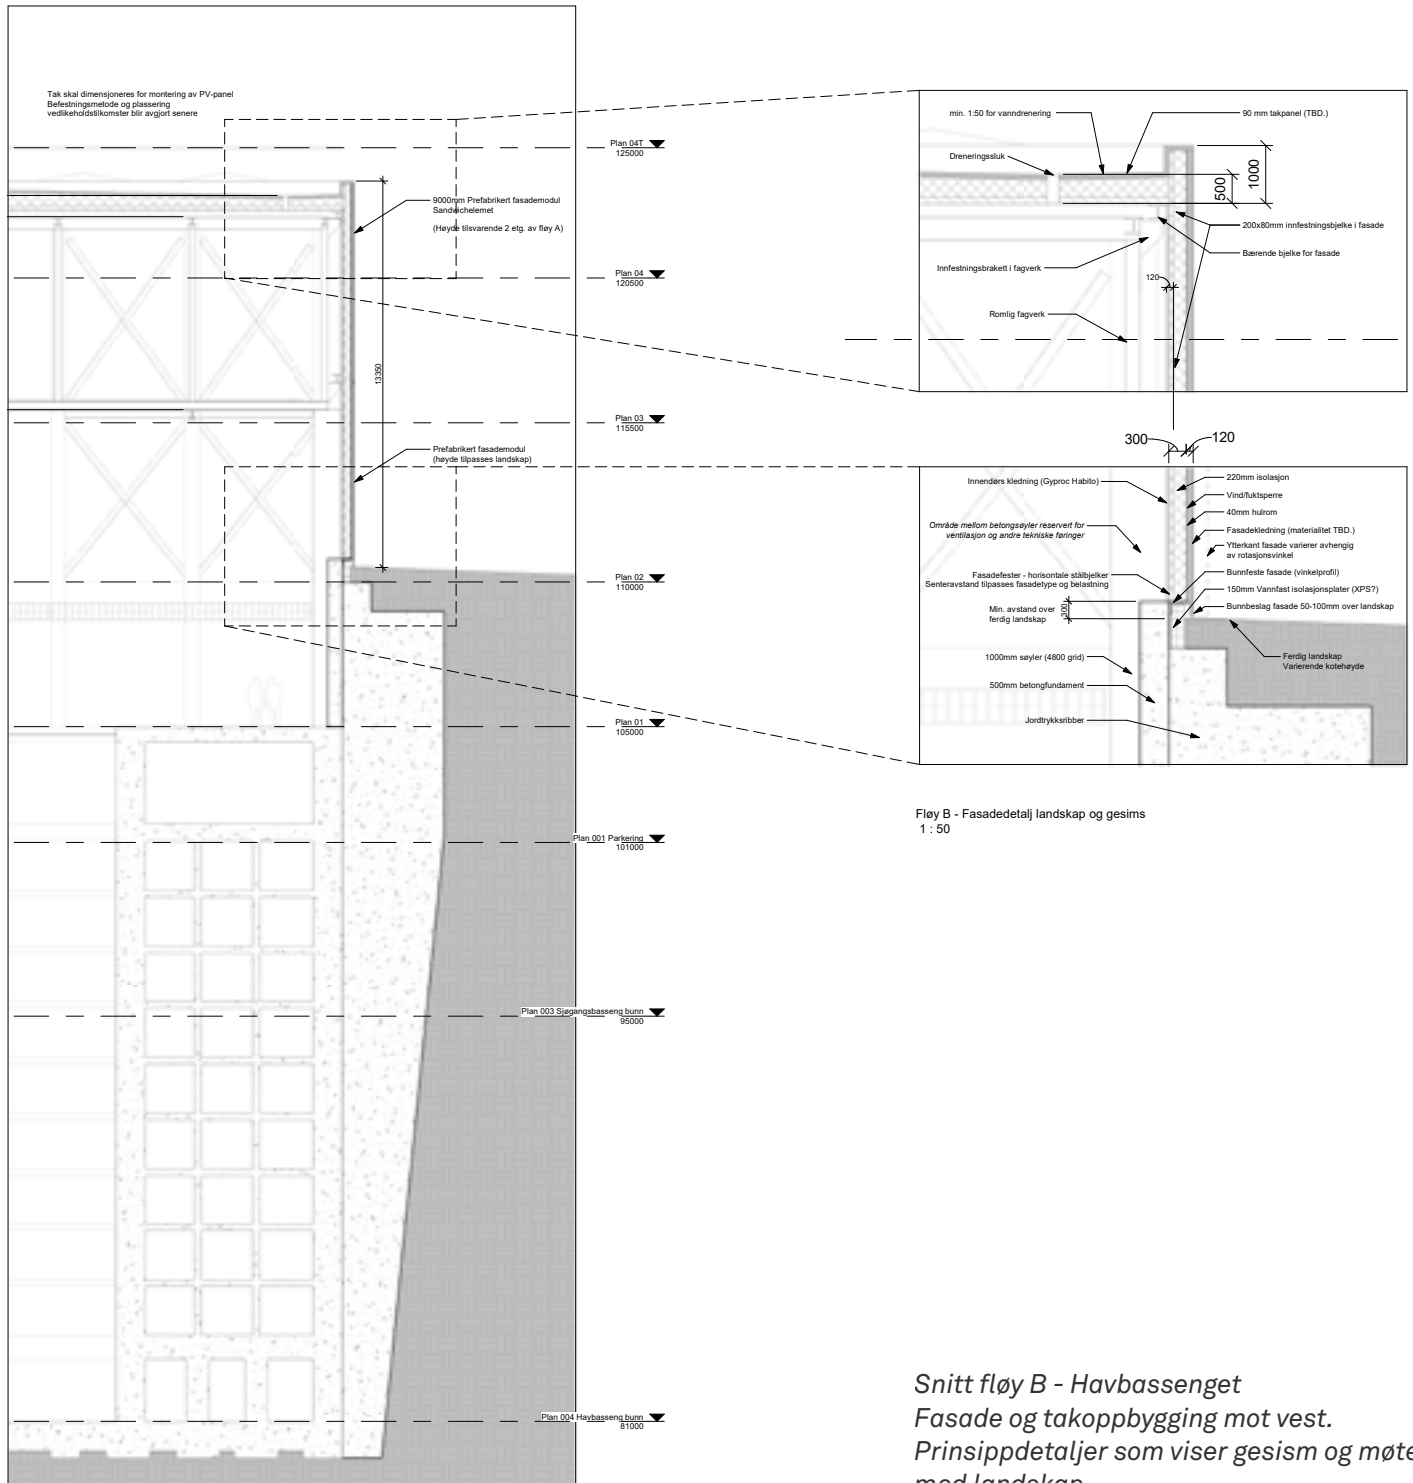 Tak skal dimensjoneres for montering av PV-panel
Befestningsmetode og plassering
vedlikeholdstilkomster blir avgjort senere
Plan 04T
125000
9000mm Prefabrikert fasademodul
Sandwichelemet
(Høyde tilsvarende 2 etg. av fløy A)
Plan 04
120500
13350
Plan 03
115500
Prefabrikert fasademodul
(høyde tilpasses landskap)
Plan 02
110000
Plan 01
105000
Plan 001 Parkering
101000
Plan 003 Sjøgangsbasseng bunn
95000
Plan 004 Havbasseng bunn
81000
min. 1:50 for vanndrenering
90 mm takpanel (TBD.)
Dreneringssluk
500
1000
200x80mm innfestningsbjelke i fasade
Bærende bjelke for fasade
Innfestningsbrakett i fagverk
120
Romlig fagverk
300
120
Innendørs kledning (Gyproc Habito)
220mm isolasjon
Vind/fuktsperre
40mm hulrom
Område mellom betongsøyler reservert for
ventilasjon og andre tekniske føringer
Fasadekledning (materialitet TBD.)
Ytterkant fasade varierer avhengig
av rotasjonsvinkel
Fasadefester - horisontale stålbjelker
Senteravstand tilpasses fasadetype og belastning
Bunnfeste fasade (vinkelprofil)
150mm Vannfast isolasjonsplater (XPS?)
Min. avstand over
ferdig landskap
300
Bunnbeslag fasade 50-100mm over landskap
1000mm søyler (4800 grid)
Ferdig landskap
Varierende kotehøyde
500mm betongfundament
Jordtrykksribber
Fløy B - Fasadedetalj landskap og gesims
1 : 50
Snitt fløy B - Havbassenget
Fasade og takoppbygging mot vest.
Prinsippdetaljer som viser gesism og møte
med landskap